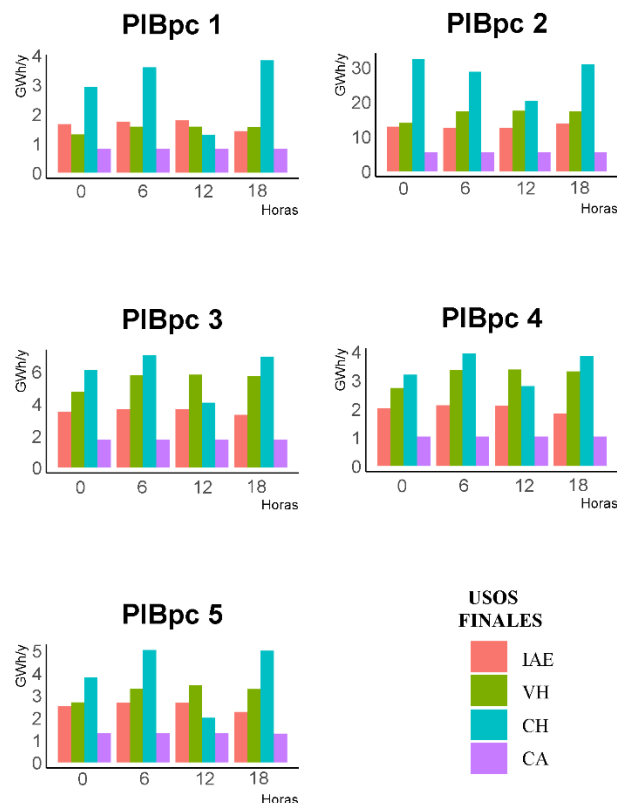 PIBpc 1
GWh/y
4
3
2
1
0
0 6 12 18
Horas
PIBpc 2
GWh/y
30
20
10
0
0 6 12 18
Horas
PIBpc 3
GWh/y
6
4
2
0
0 6 12 18
Horas
PIBpc 4
GWh/y
4
3
2
1
0
0 6 12 18
Horas
PIBpc 5
GWh/y
5
4
3
2
1
0
0 6 12 18
Horas
USOS
FINALES
IAE
VH
CH
CA